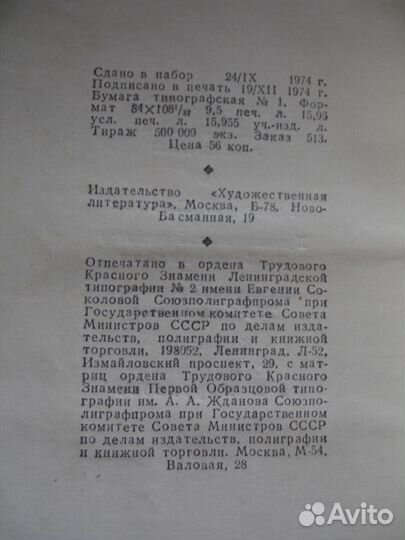 Сдано в набор 24/IX 1974 г.
Подписано в печать 19/XII 1974 г.
Бумага типографская № 1. Фор-
мат 84×108¹/₃₂ 9,5 печ. л. 15,96
усл. печ. л. 15,955 уч.-изд. л.
Тираж 500 000 экз. Заказ 513.
Цена 56 коп.
Издательство «Художественная
литература», Москва, Б-78, Ново-
Басманная, 19
Отпечатано в ордена Трудового
Красного Знамени Ленинградской
типографии № 2 имени Евгении Со-
коловой Союзполиграфпрома при
Государственном комитете Совета
Министров СССР по делам изда-
тельств, полиграфии и книжной
торговли, 198052, Ленинград, Л-52,
Измайловский проспект, 29, с мат-
риц ордена Трудового Красного
Знамени Первой Образцовой типо-
графии им. А. А. Жданова Союзпо-
лиграфпрома при Государственном
комитете Совета Министров СССР
по делам издательств, полиграфии
и книжной торговли. Москва, М-54,
Валовая, 28
Avito